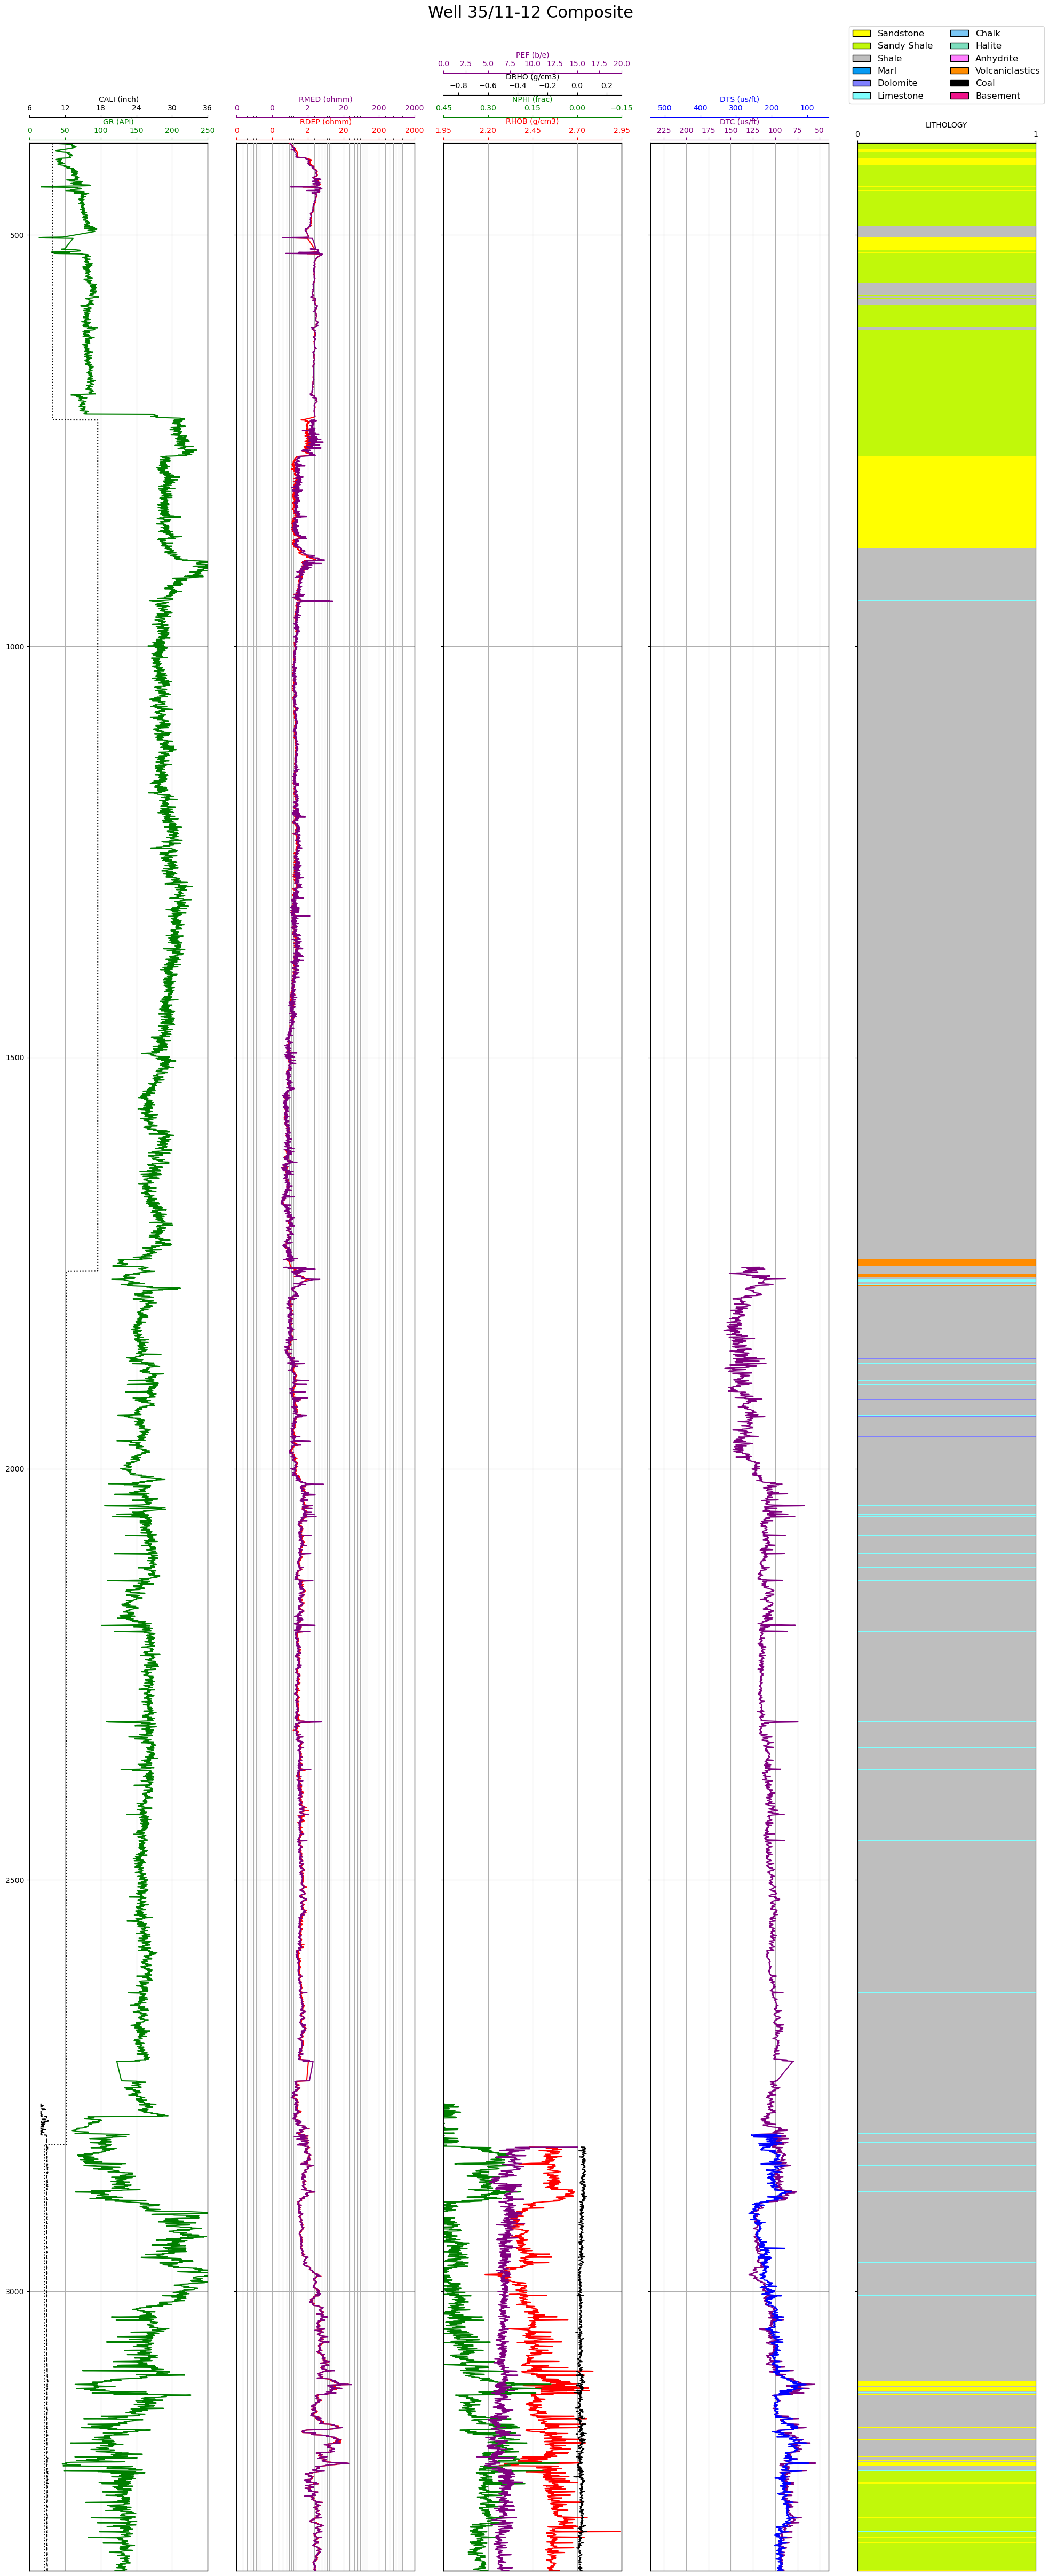 Well 35/11-12 Composite
Sandstone Chalk
Sandy Shale Halite
Shale Anhydrite
Marl Volcaniclastics
Dolomite Coal
Limestone Basement
PEF (b/e)
0.0 2.5 5.0 7.5 10.0 12.5 15.0 17.5 20.0
DRHO (g/cm3)
−0.8 −0.6 −0.4 −0.2 0.0 0.2
CALI (inch) RMED (ohmm) NPHI (frac) DTS (us/ft)
6 12 18 24 30 36 0 0 2 20 200 2000 0.45 0.30 0.15 0.00 −0.15 500 400 300 200 100
GR (API) RDEP (ohmm) RHOB (g/cm3) DTC (us/ft) LITHOLOGY
0 50 100 150 200 250 0 0 2 20 200 2000 1.95 2.20 2.45 2.70 2.95 225 200 175 150 125 100 75 50 0 1
500
1000
1500
2000
2500
3000